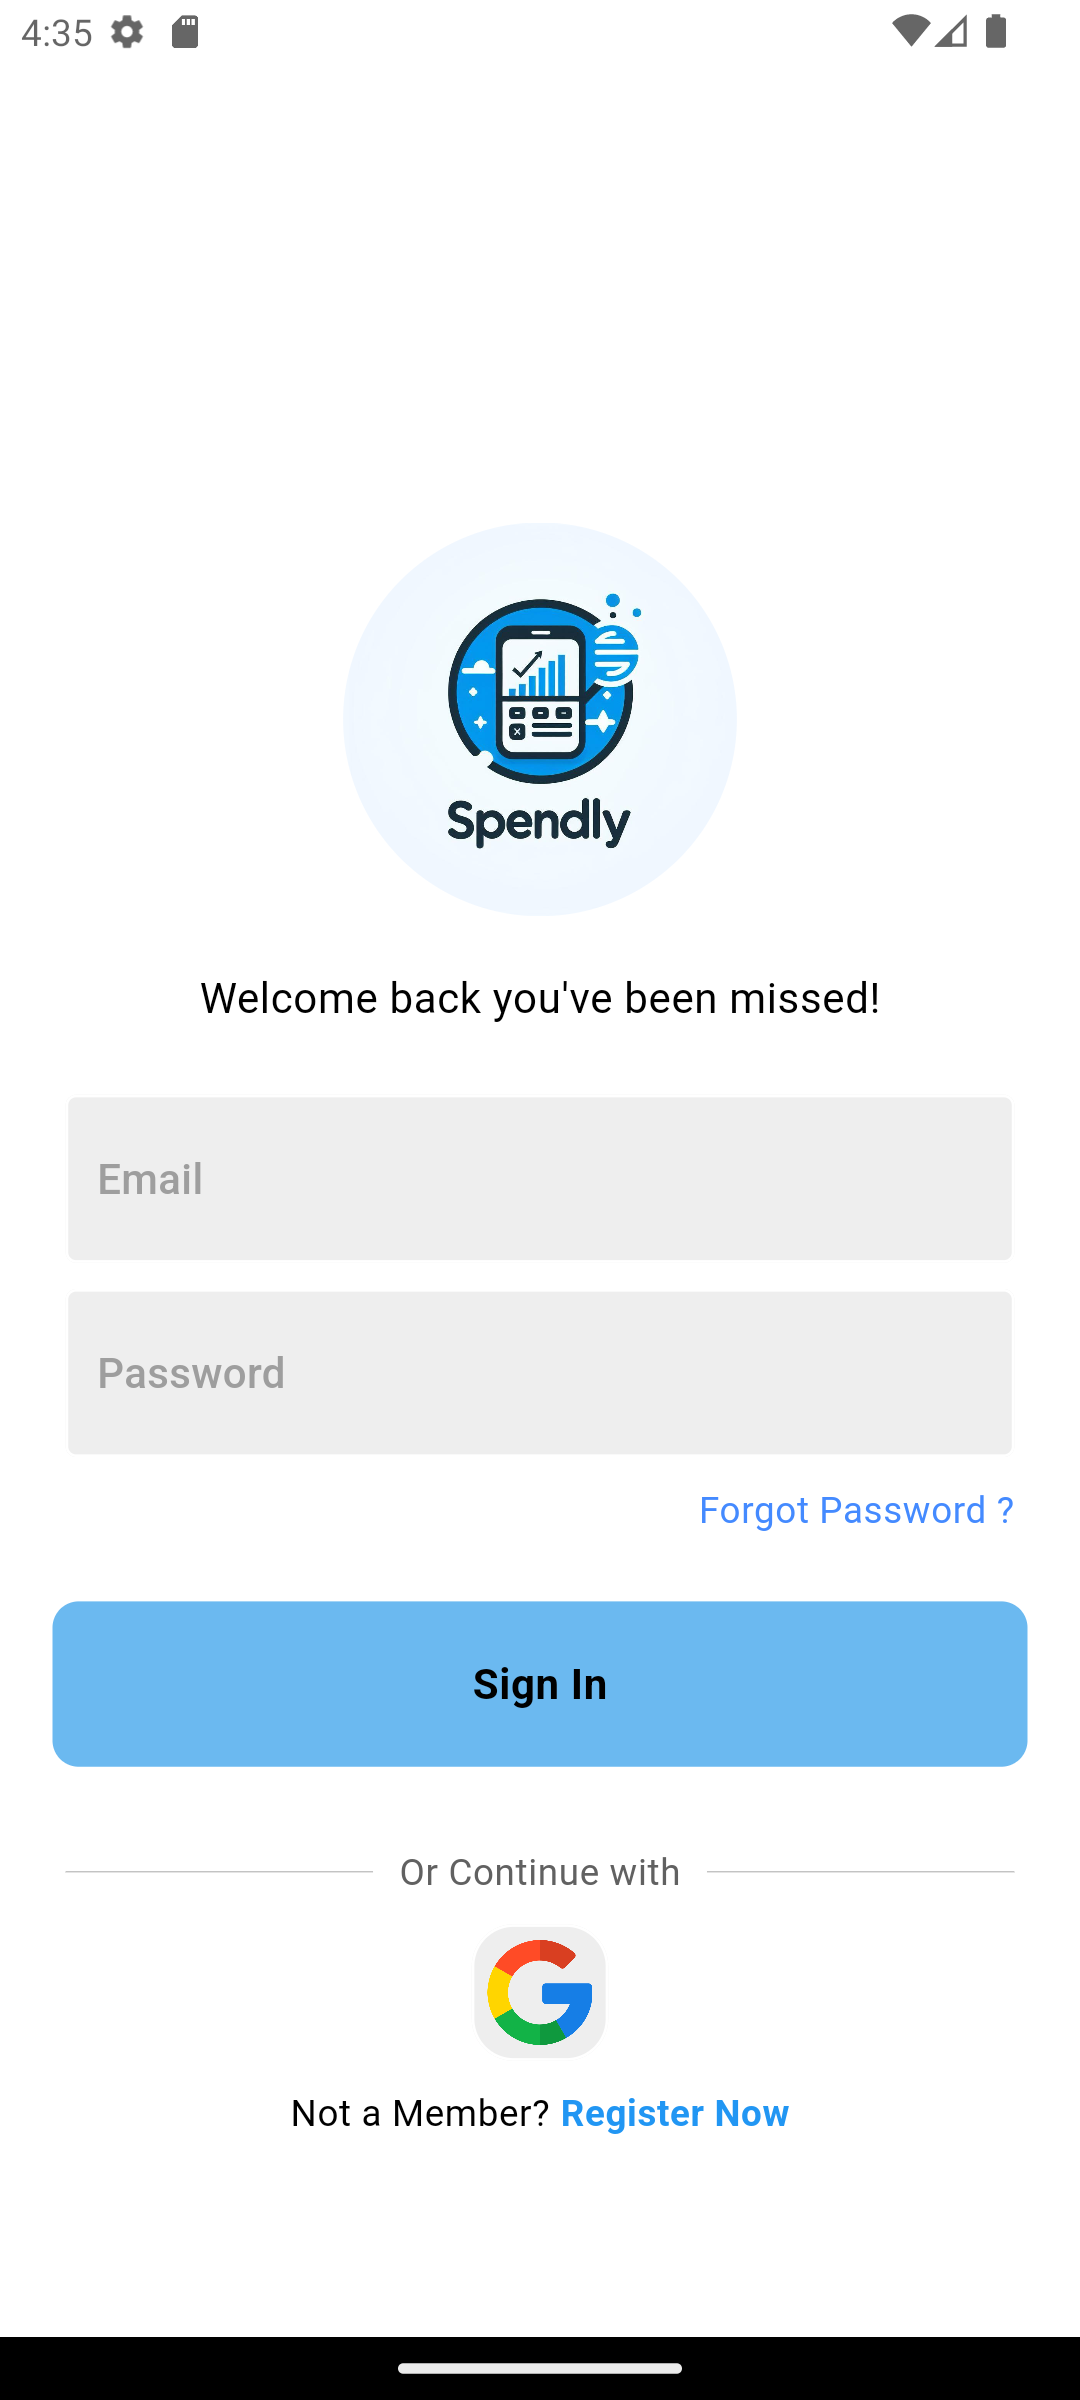 4:35
Spendly
Welcome back you've been missed!
Email
Password
Forgot Password ?
Sign In
Or Continue with
Not a Member? Register Now